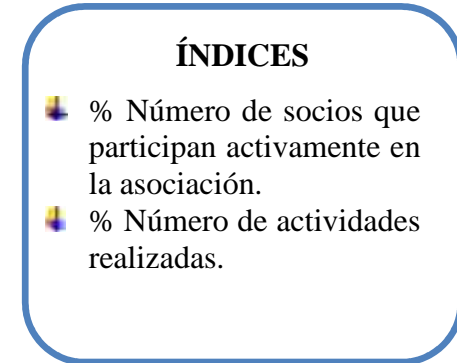 ÍNDICES
% Número de socios que
participan activamente en
la asociación.
% Número de actividades
realizadas.